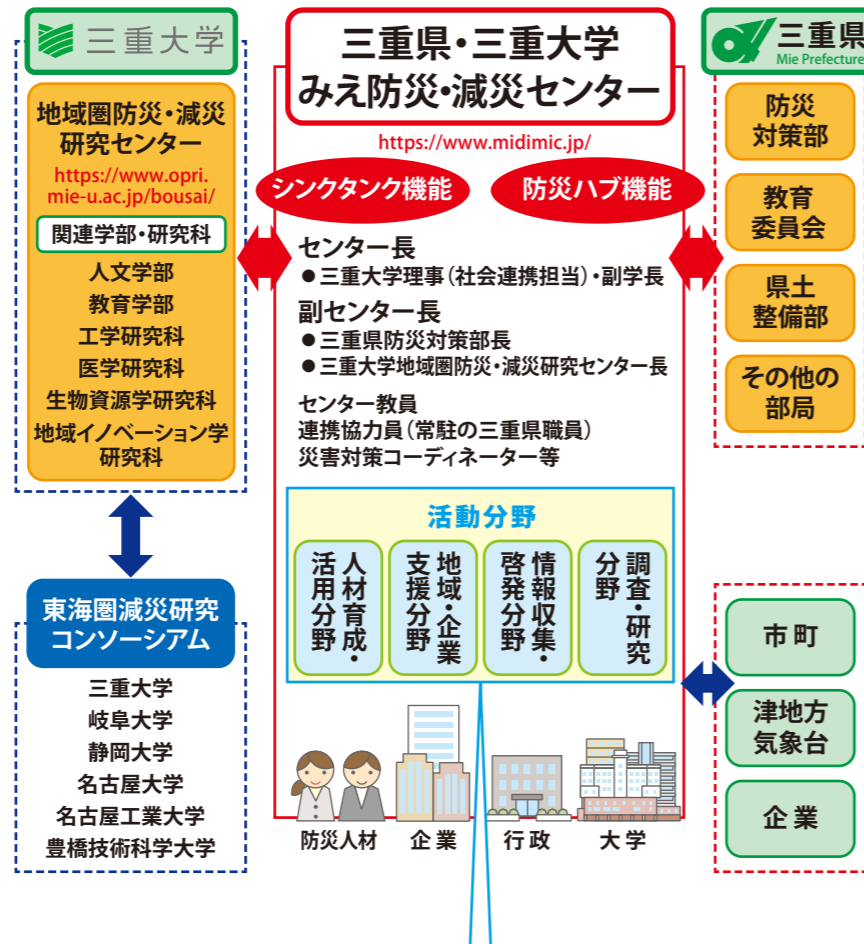 三重大学
地域圏防災・減災
研究センター
https://www.opri.
mie-u.ac.jp/bousai/
関連学部・研究科
人文学部
教育学部
工学研究科
医学研究科
生物資源学研究科
地域イノベーション学
研究科
東海圏減災研究
コンソーシアム
三重大学
岐阜大学
静岡大学
名古屋大学
名古屋工業大学
豊橋技術科学大学
三重県・三重大学
みえ防災・減災センター
https://www.midimic.jp/
シンクタンク機能
防災ハブ機能
センター長
●三重大学理事(社会連携担当)・副学長
副センター長
●三重県防災対策部長
●三重大学地域圏防災・減災研究センター長
センター教員
連携協力員(常駐の三重県職員)
災害対策コーディネーター等
活動分野
人材育成・
活用分野
地域・企業
支援分野
情報収集・
啓発分野
調査・研究
分野
防災人材
企業
行政
大学
三重県
Mie Prefecture
防災
対策部
教育
委員会
県土
整備部
その他の
部局
市町
津地方
気象台
企業